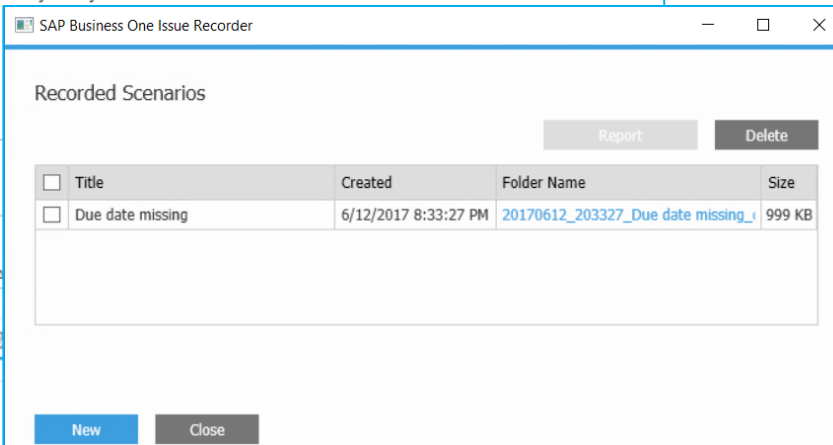 SAP Business One Issue Recorder
Recorded Scenarios
Report Delete
Title Created Folder Name Size
Due date missing 6/12/2017 8:33:27 PM 20170612_203327_Due date missing_ 999 KB
New Close